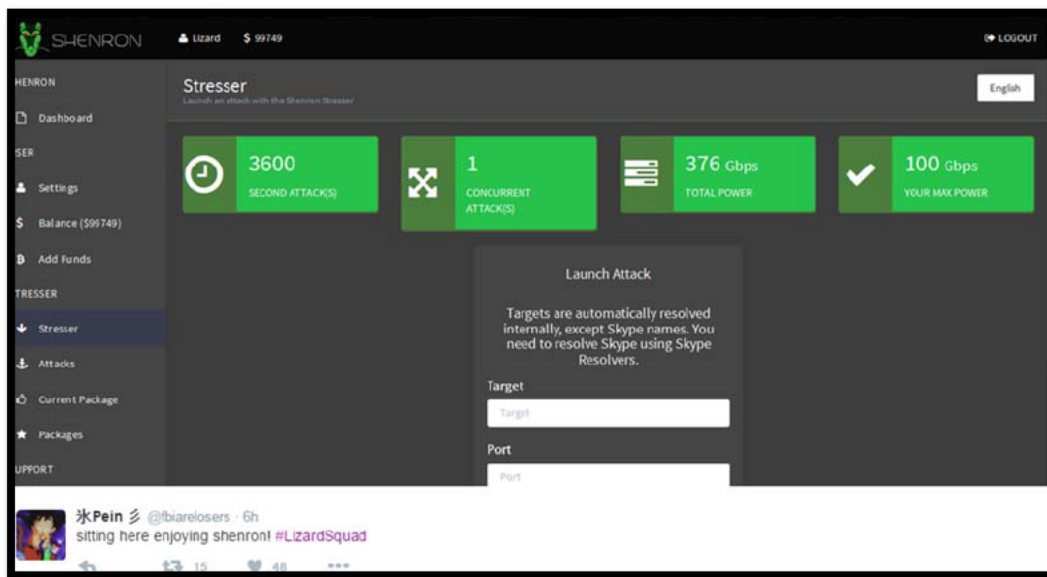 SHENRON
Lizard $ 99749 LOGOUT
HENRON
Dashboard
SER
Settings
$ Balance ($99749)
Add Funds
TRESSER
Stresser
Attacks
Current Package
Packages
UPPORT
Stresser
Launch an attack with the Shenron Stresser
English
3600
SECOND ATTACK(S)
1
CONCURRENT
ATTACK(S)
376 Gbps
TOTAL POWER
100 Gbps
YOUR MAX POWER
Launch Attack
Targets are automatically resolved
internally, except Skype names. You
need to resolve Skype using Skype
Resolvers.
Target
Target
Port
Port
氺Pein 彡 @fbiarelosers · 6h
sitting here enjoying shenron! #LizardSquad
15 48